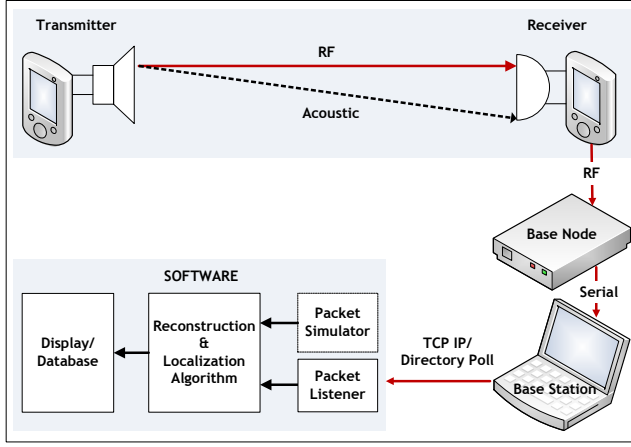 Transmitter
Receiver
RF
Acoustic
RF
Base Node
Serial
SOFTWARE
Display/
Database
Reconstruction
&
Localization
Algorithm
Packet
Simulator
Packet
Listener
TCP IP/
Directory Poll
Base Station